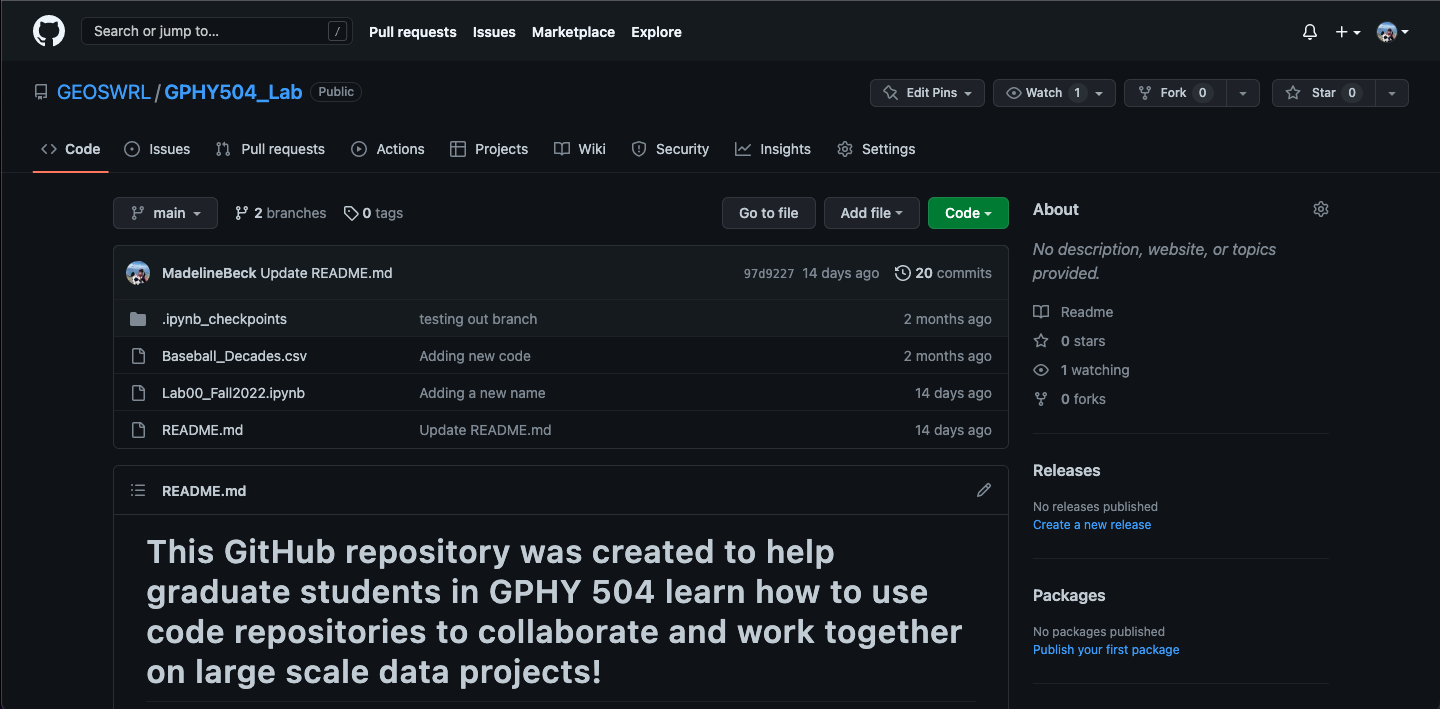 Search or jump to... / Pull requests Issues Marketplace Explore
GEOSWRL / GPHY504_Lab Public Edit Pins Watch 1 Fork 0 Star 0
Code Issues Pull requests Actions Projects Wiki Security Insights Settings
main 2 branches 0 tags Go to file Add file Code
MadelineBeck Update README.md 97d9227 14 days ago 20 commits
.ipynb_checkpoints testing out branch 2 months ago
Baseball_Decades.csv Adding new code 2 months ago
Lab00_Fall2022.ipynb Adding a new name 14 days ago
README.md Update README.md 14 days ago
README.md
This GitHub repository was created to help
graduate students in GPHY 504 learn how to use
code repositories to collaborate and work together
on large scale data projects!
About
No description, website, or topics
provided.
Readme
0 stars
1 watching
0 forks
Releases
No releases published
Create a new release
Packages
No packages published
Publish your first package